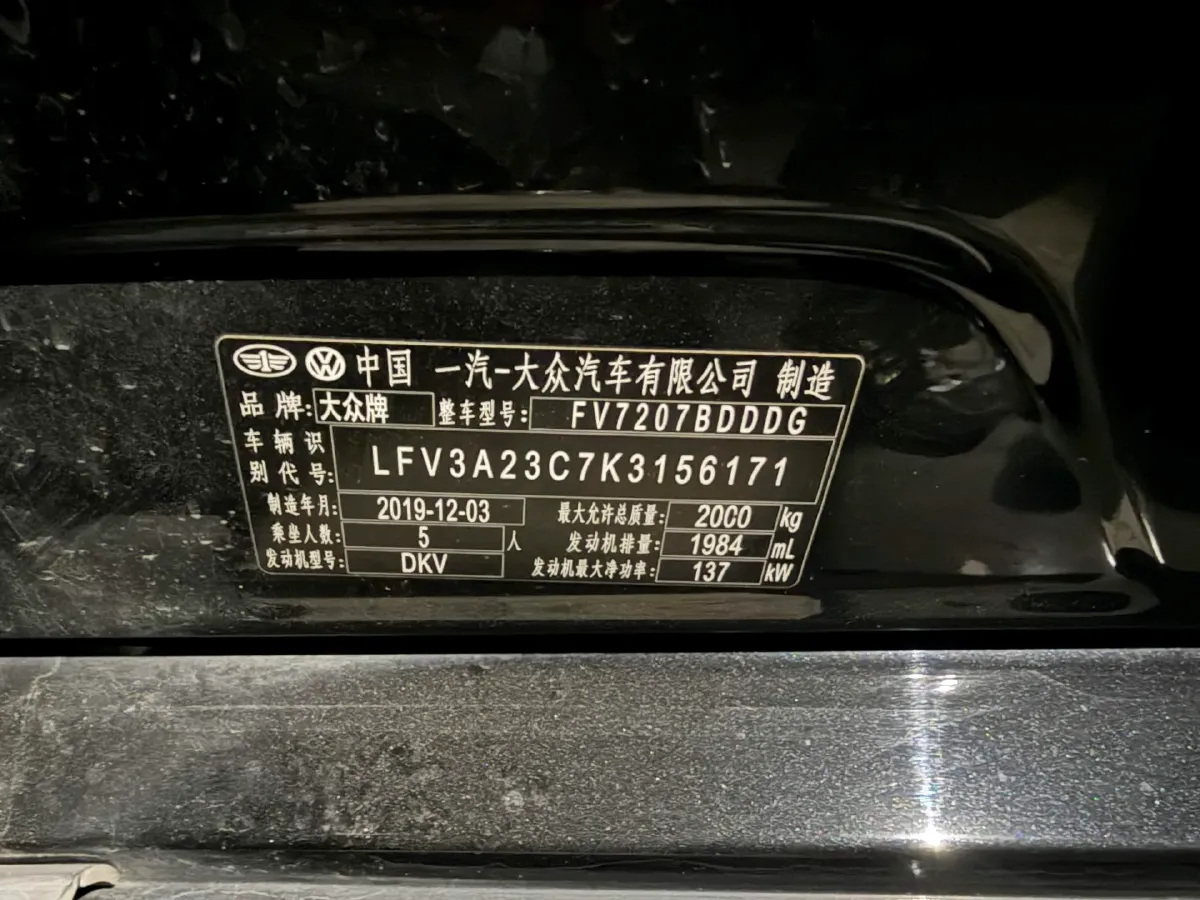 中国 一汽-大众汽车有限公司 制造
品牌: 大众牌 整车型号: FV7207BDDDG
车辆识别代号: LFV3A23C7K3156171
制造年月: 2019-12-03 最大允许总质量: 2000 kg
乘坐人数: 5 人 发动机排量: 1984 mL
发动机型号: DKV 发动机最大净功率: 137 kW